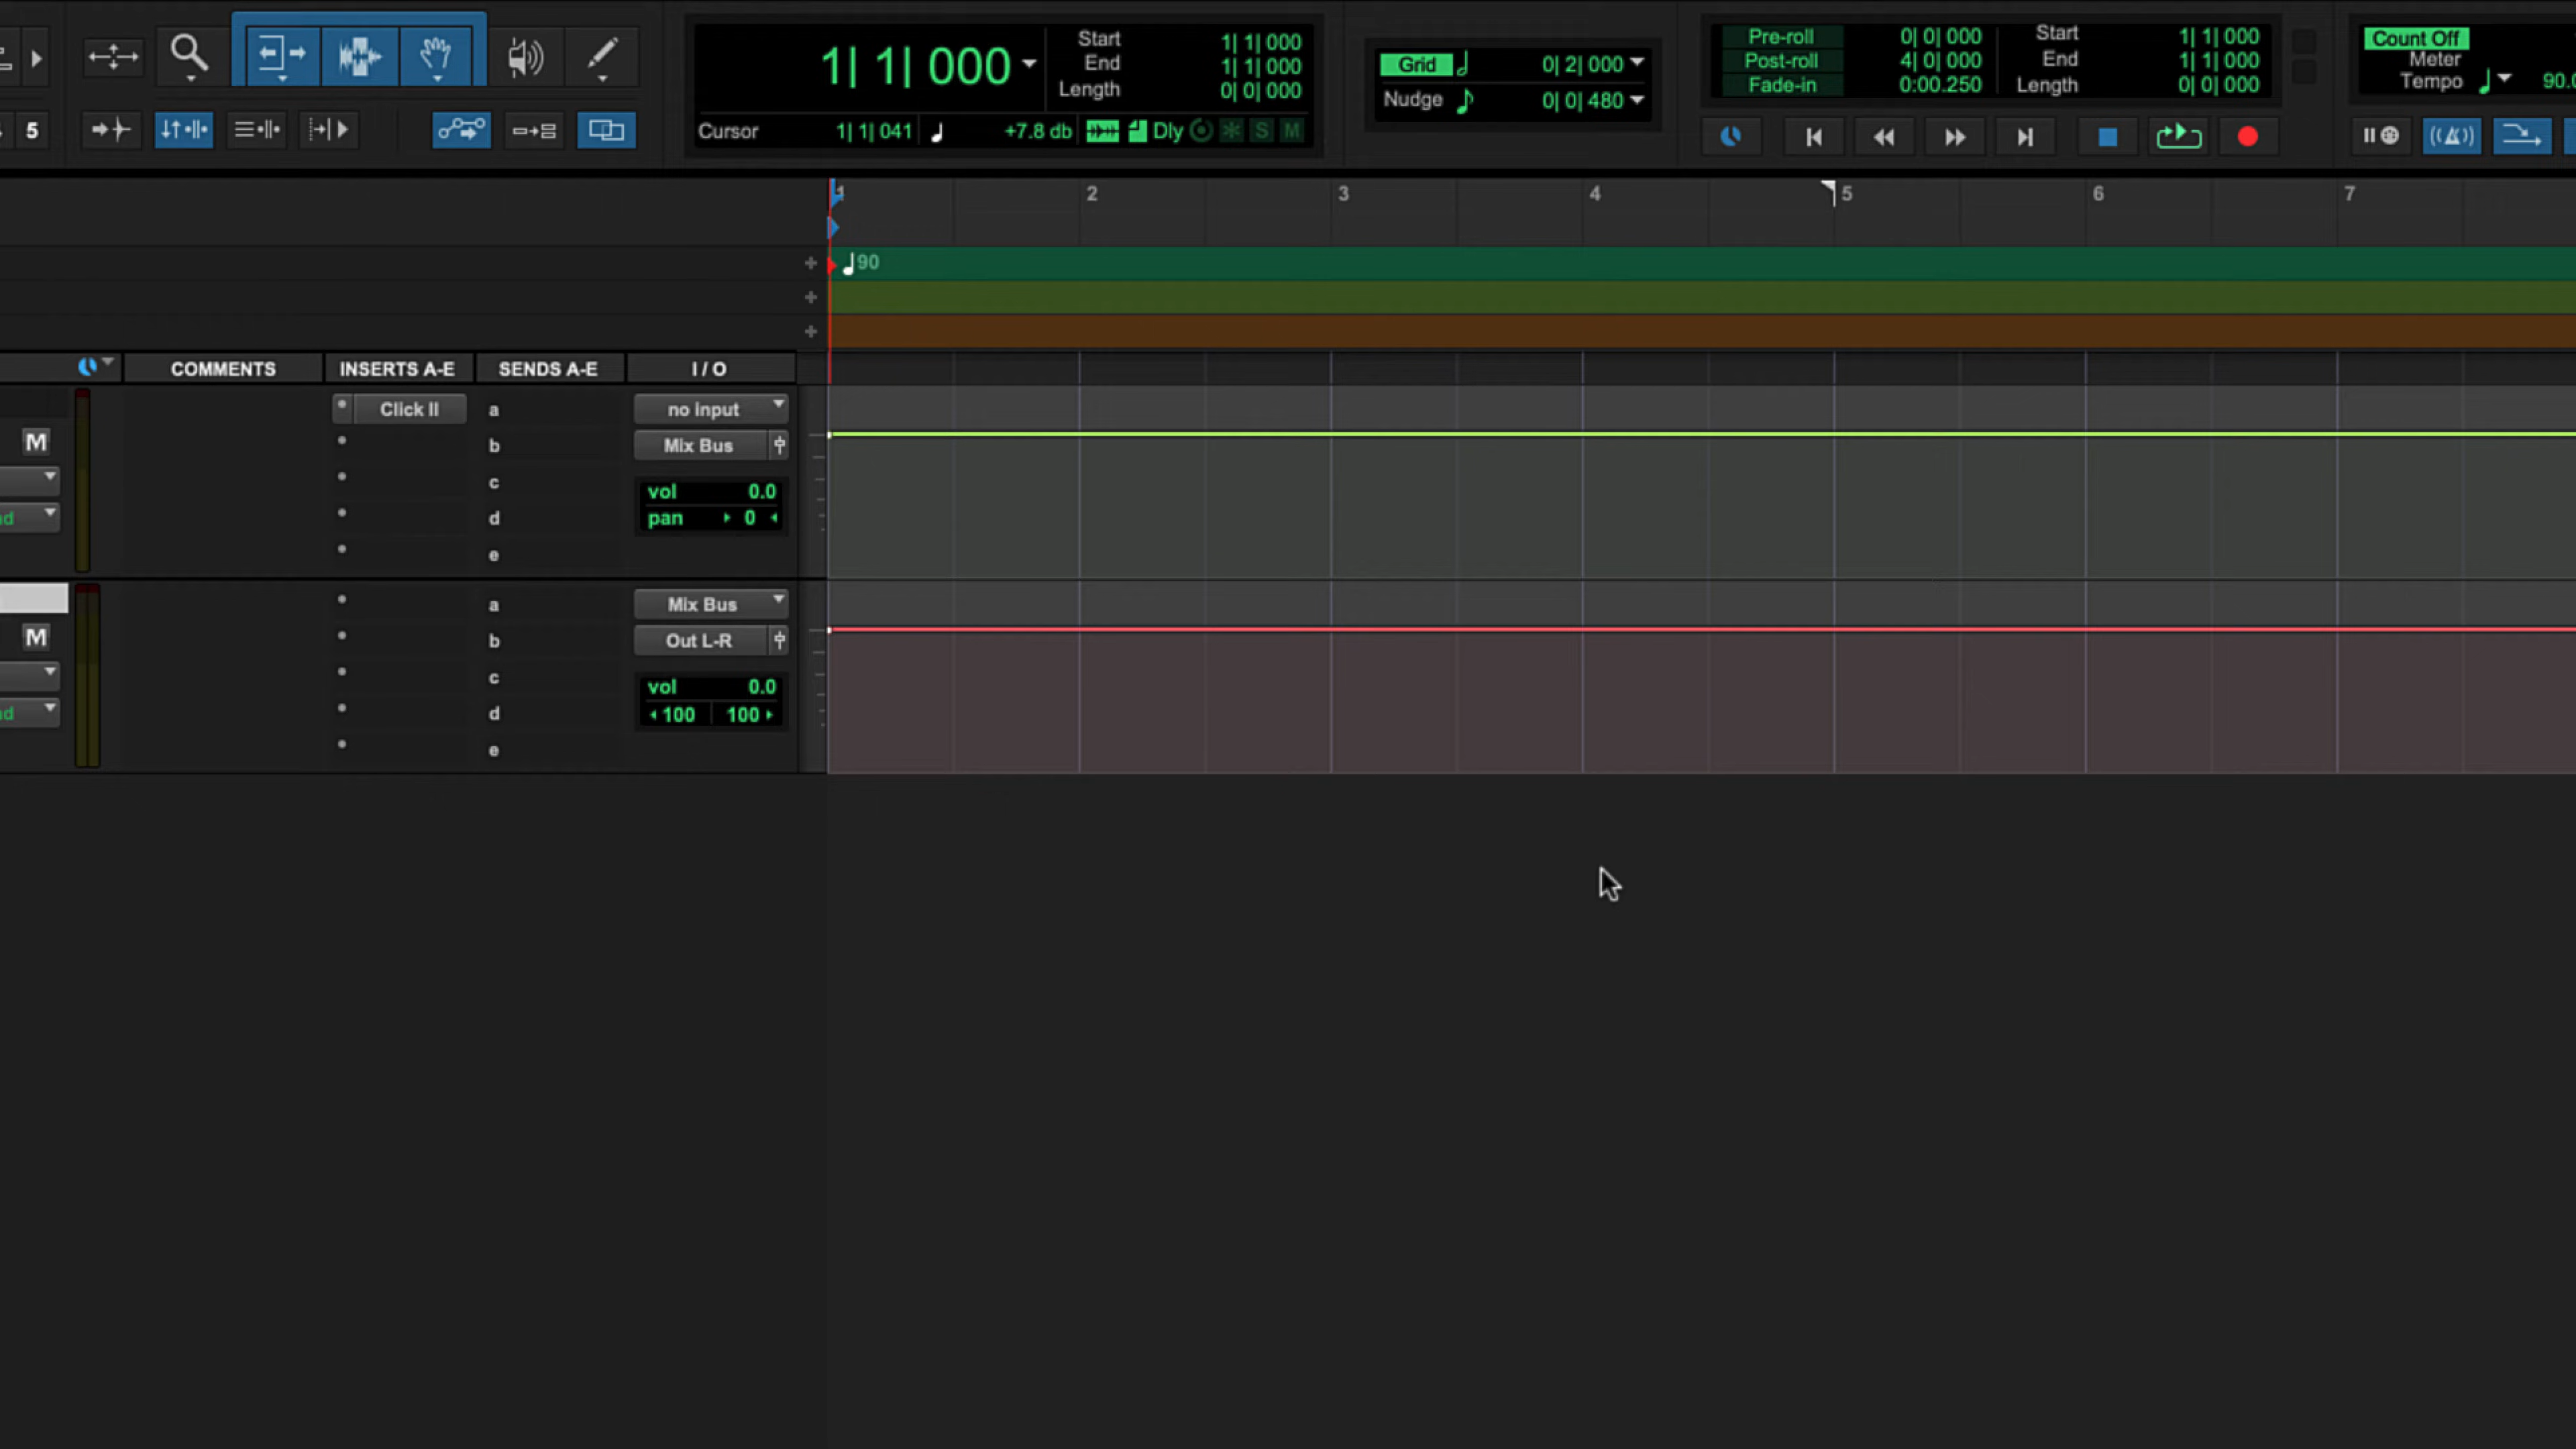 5
1| 1| 000
Start 1| 1| 000
End 1| 1| 000
Length 0| 0| 000
Cursor 1| 1| 041 +7.8 db Dly S M
Grid 0| 2| 000
Nudge 0| 0| 480
Pre-roll 0| 0| 000
Post-roll 4| 0| 000
Fade-in 0:00.250
Start 1| 1| 000
End 1| 1| 000
Length 0| 0| 000
Count Off
Meter
Tempo
1 2 3 4 5 6 7
+ 90
+
+
COMMENTS INSERTS A-E SENDS A-E I / O
Click II a no input
M b Mix Bus
c
vol 0.0
d pan 0
e
a Mix Bus
M b Out L-R
c
vol 0.0
d 100 100
e